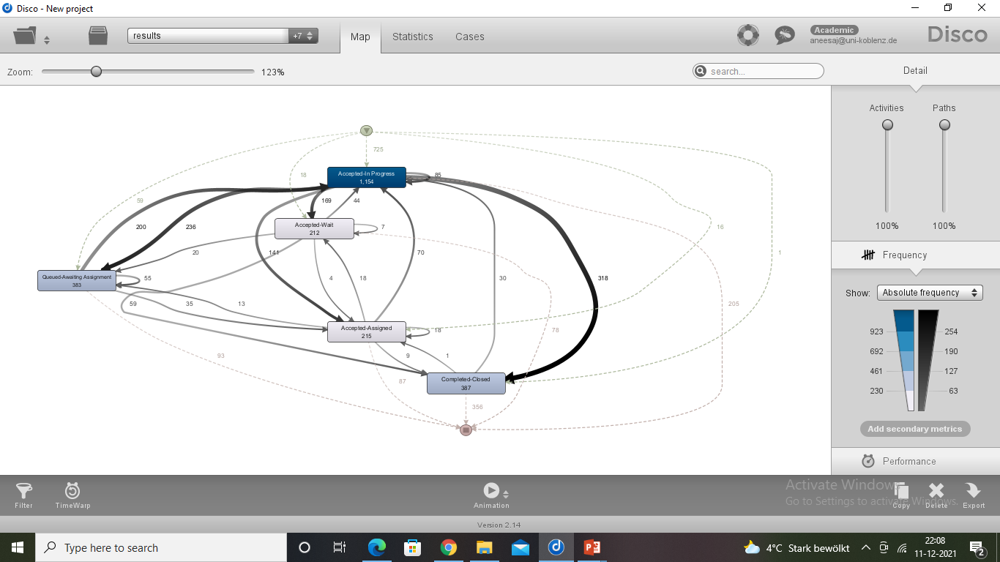 Disco - New project
results
+7
Map
Statistics
Cases
Academic
aneesaj@uni-koblenz.de
Disco
Zoom:
123%
search...
Detail
Activities
Paths
100%
100%
Frequency
Show:
Absolute frequency
923
254
692
190
461
127
230
63
Add secondary metrics
Performance
725
Accepted-In Progress
1,154
85
18
59
169
44
Accepted-Wait
212
7
200
236
16
20
141
70
1
Queued-Awaiting Assignment
383
55
4
18
30
318
59
35
13
205
Accepted-Assigned
215
18
78
93
9
1
87
Completed-Closed
387
356
Filter
TimeWarp
Animation
Activate Windows
Go to Settings to activate Windows.
Copy
Delete
Export
Version 2.14
Type here to search
4°C Stark bewölkt
22:08
11-12-2021
2